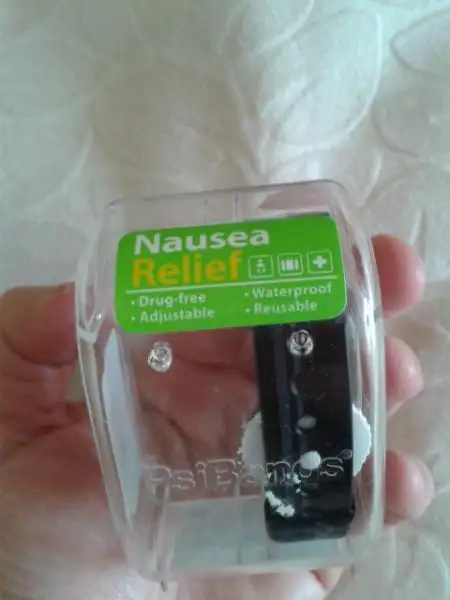 Nausea
Relief
• Drug-free
• Waterproof
• Adjustable
• Reusable
PsiBands®